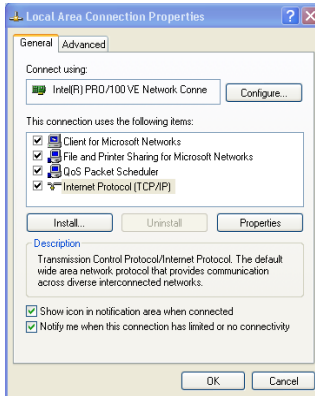 Local Area Connection Properties
General
Advanced
Connect using:
Intel(R) PRO/100 VE Network Conne
Configure...
This connection uses the following items:
Client for Microsoft Networks
File and Printer Sharing for Microsoft Networks
QoS Packet Scheduler
Internet Protocol (TCP/IP)
Install...
Uninstall
Properties
Description
Transmission Control Protocol/Internet Protocol. The default
wide area network protocol that provides communication
across diverse interconnected networks.
Show icon in notification area when connected
Notify me when this connection has limited or no connectivity
OK
Cancel